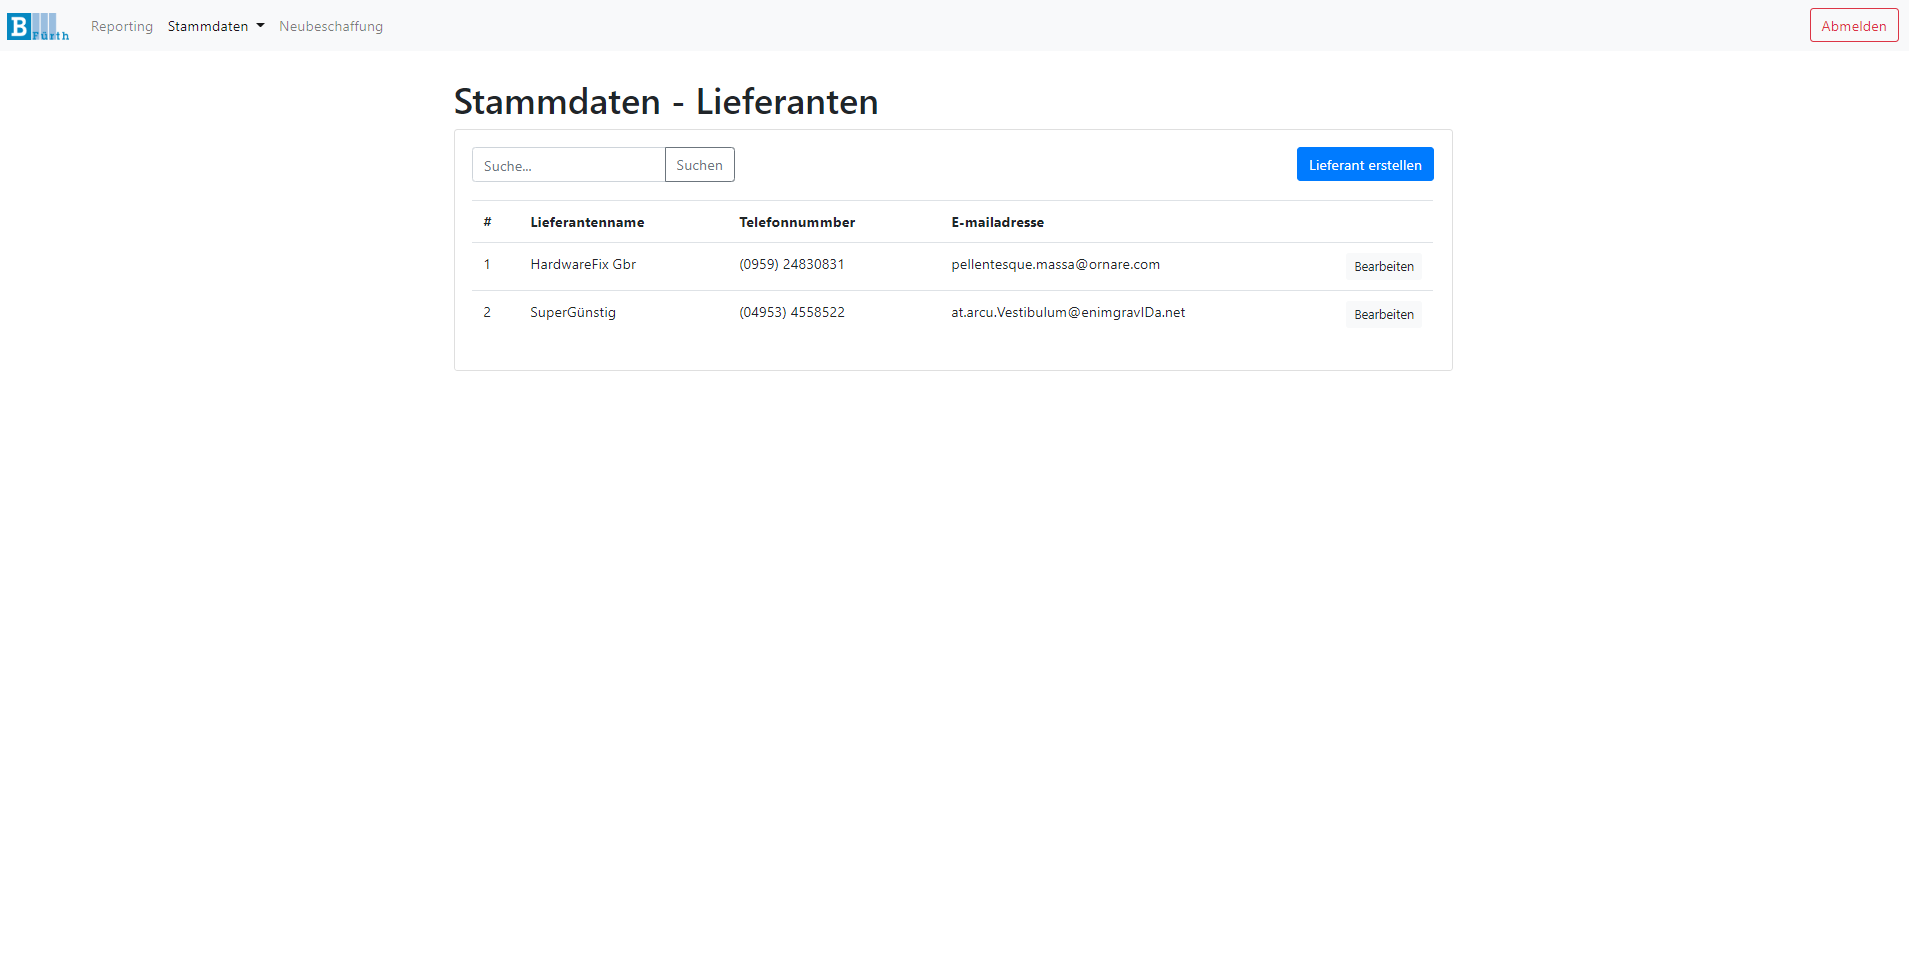 B Fürth Reporting Stammdaten Neubeschaffung Abmelden
Stammdaten - Lieferanten
Suche... Suchen Lieferant erstellen
# Lieferantenname Telefonnummber E-mailadresse
1 HardwareFix Gbr (0959) 24830831 pellentesque.massa@ornare.com Bearbeiten
2 SuperGünstig (04953) 4558522 at.arcu.Vestibulum@enimgravIDa.net Bearbeiten